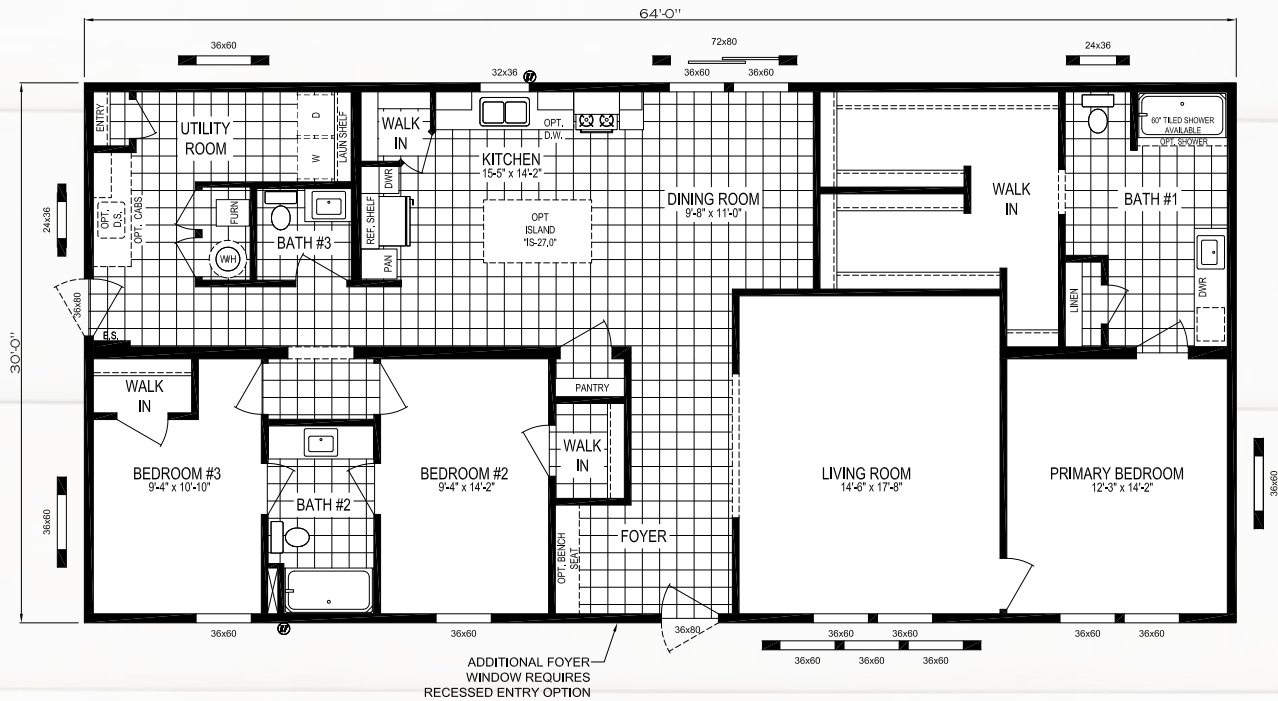 64'-0"
36x60
72x80
36x60 36x60
24x36
32x36
30'-0"
ENTRY
UTILITY
ROOM
D
W
LAUN SHELF
WALK
IN
OPT.
D.W.
KITCHEN
15-5" x 14'-2"
DINING ROOM
9'-8" x 11'-0"
60" TILED SHOWER
AVAILABLE
OPT. SHOWER
WALK
IN
BATH #1
24x36
OPT.
D.S.
OPT. CABS.
FURN
W/H
BATH #3
DWR
REF. SHELF
PAN
OPT
ISLAND
"IS-27.0"
LINEN
DWR
36x80
E.S.
WALK
IN
PANTRY
WALK
IN
BEDROOM #3
9'-4" x 10'-10"
BEDROOM #2
9'-4" x 14'-2"
LIVING ROOM
14'-6" x 17'-8"
PRIMARY BEDROOM
12'-3" x 14'-2"
BATH #2
36x60
36x60
OPT. BENCH
SEAT
FOYER
36x60
36x60
36x80
36x60 36x60
36x60 36x60
36x60 36x60 36x60
ADDITIONAL FOYER
WINDOW REQUIRES
RECESSED ENTRY OPTION